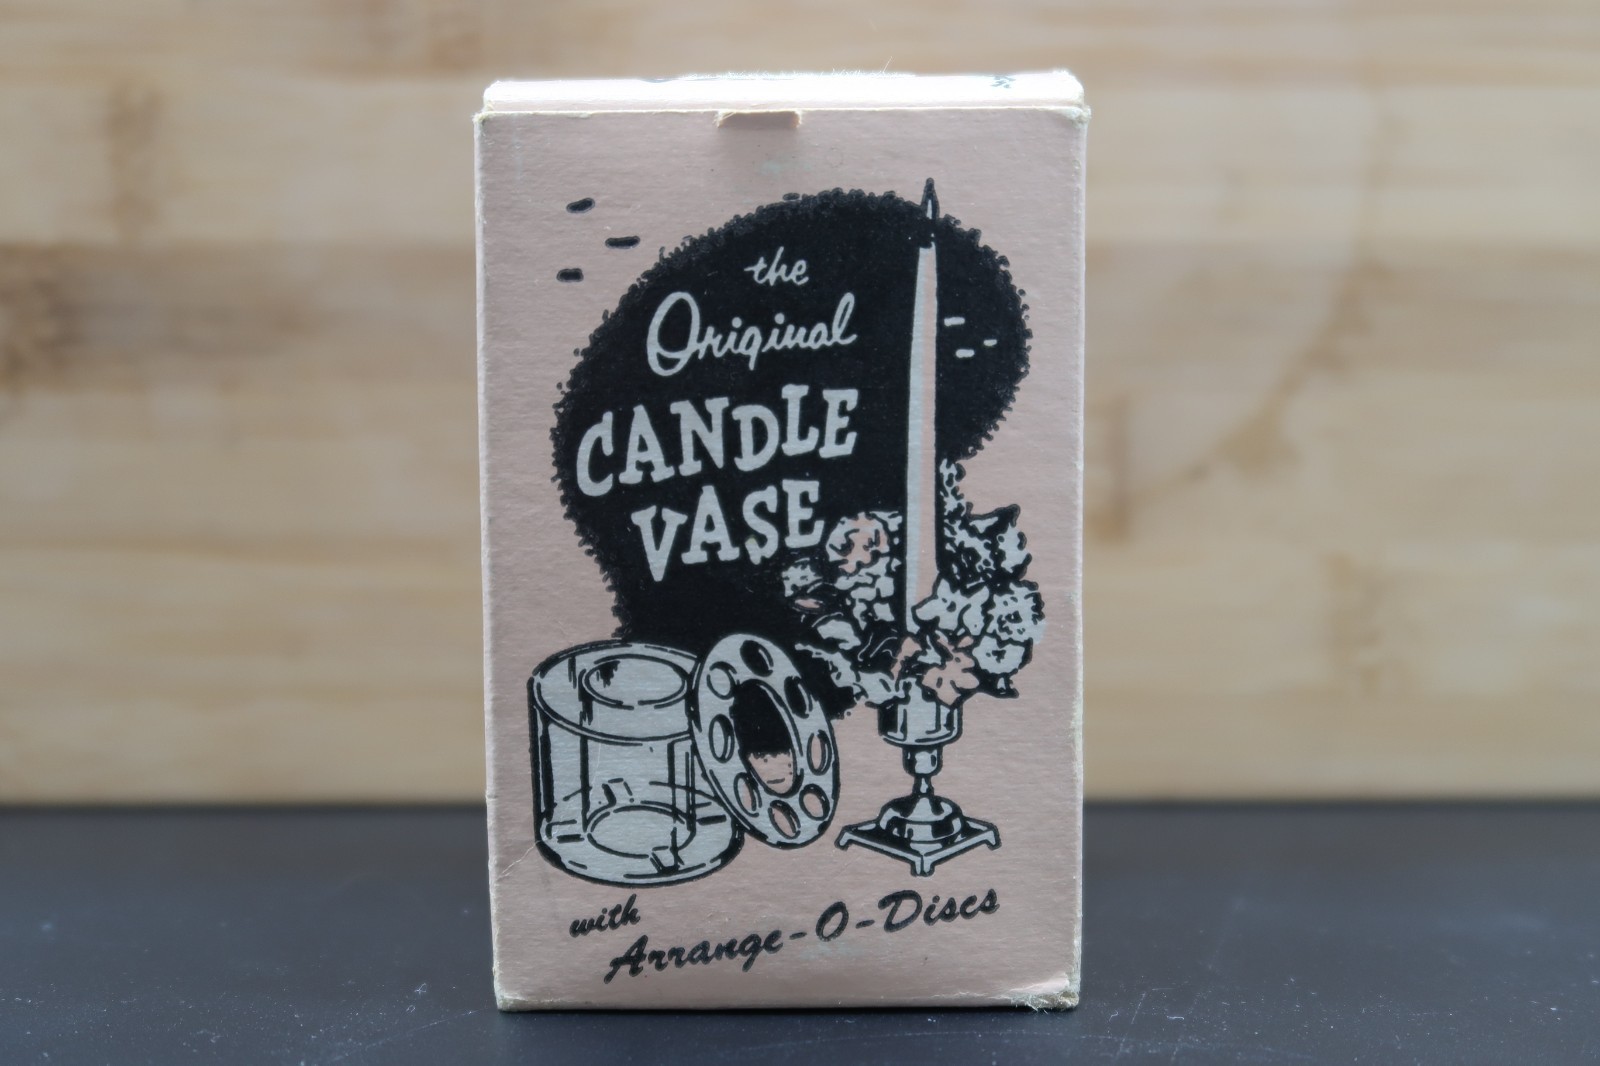 the
Original
CANDLE
VASE
with
Arrange-O-Discs